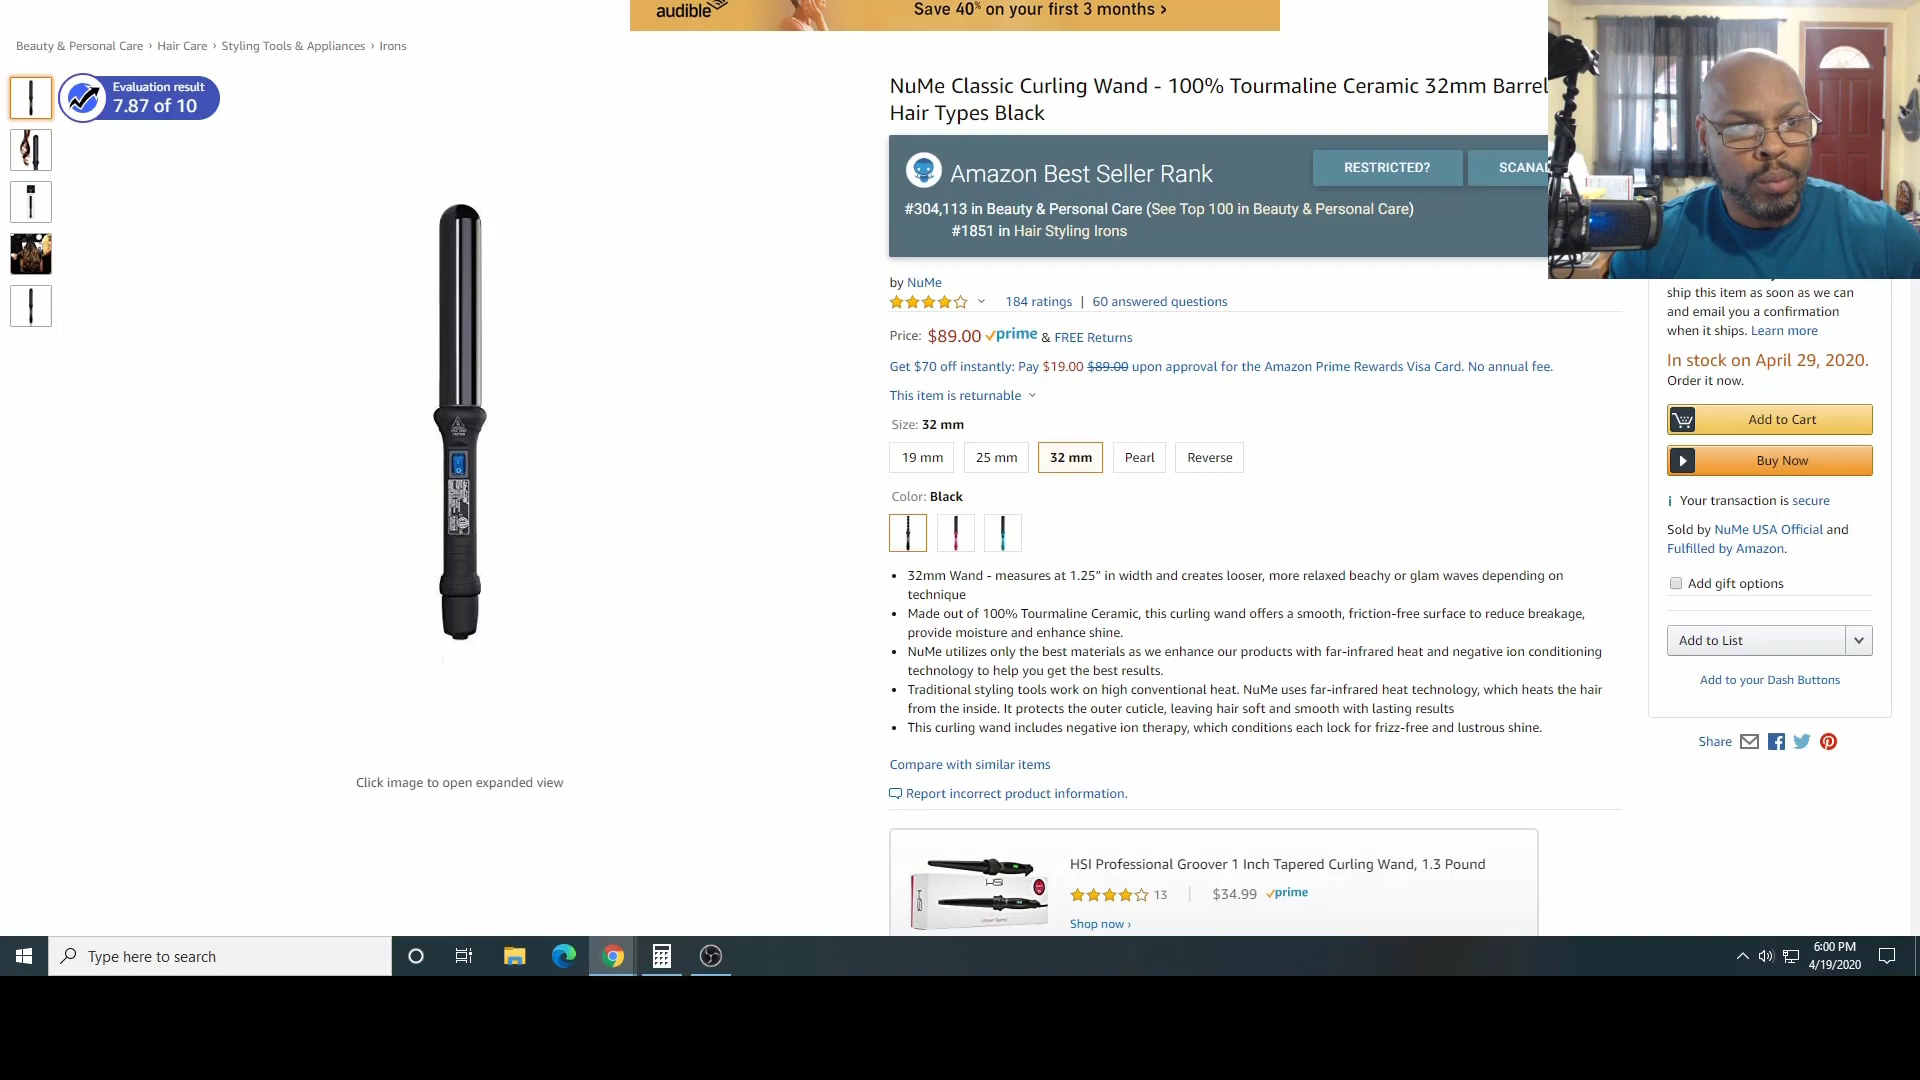 audible
Save 40% on your first 3 months ›
Beauty & Personal Care › Hair Care › Styling Tools & Appliances › Irons
Evaluation result
7.87 of 10
NuMe Classic Curling Wand - 100% Tourmaline Ceramic 32mm Barrel
Hair Types Black
Amazon Best Seller Rank
RESTRICTED?
#304,113 in Beauty & Personal Care (See Top 100 in Beauty & Personal Care)
#1851 in Hair Styling Irons
by NuMe
184 ratings | 60 answered questions
Price: $89.00 prime & FREE Returns
Get $70 off instantly: Pay $19.00 $89.00 upon approval for the Amazon Prime Rewards Visa Card. No annual fee.
This item is returnable
Size: 32 mm
19 mm
25 mm
32 mm
Pearl
Reverse
Color: Black
• 32mm Wand - measures at 1.25” in width and creates looser, more relaxed beachy or glam waves depending on
technique
• Made out of 100% Tourmaline Ceramic, this curling wand offers a smooth, friction-free surface to reduce breakage,
provide moisture and enhance shine.
• NuMe utilizes only the best materials as we enhance our products with far-infrared heat and negative ion conditioning
technology to help you get the best results.
• Traditional styling tools work on high conventional heat. NuMe uses far-infrared heat technology, which heats the hair
from the inside. It protects the outer cuticle, leaving hair soft and smooth with lasting results
• This curling wand includes negative ion therapy, which conditions each lock for frizz-free and lustrous shine.
Compare with similar items
Report incorrect product information.
Click image to open expanded view
HSI
HSI Professional Groover 1 Inch Tapered Curling Wand, 1.3 Pound
13 | $34.99 prime
Shop now ›
ship this item as soon as we can
and email you a confirmation
when it ships. Learn more
In stock on April 29, 2020.
Order it now.
Add to Cart
Buy Now
Your transaction is secure
Sold by NuMe USA Official and
Fulfilled by Amazon.
Add gift options
Add to List
Add to your Dash Buttons
Share
Type here to search
6:00 PM
4/19/2020